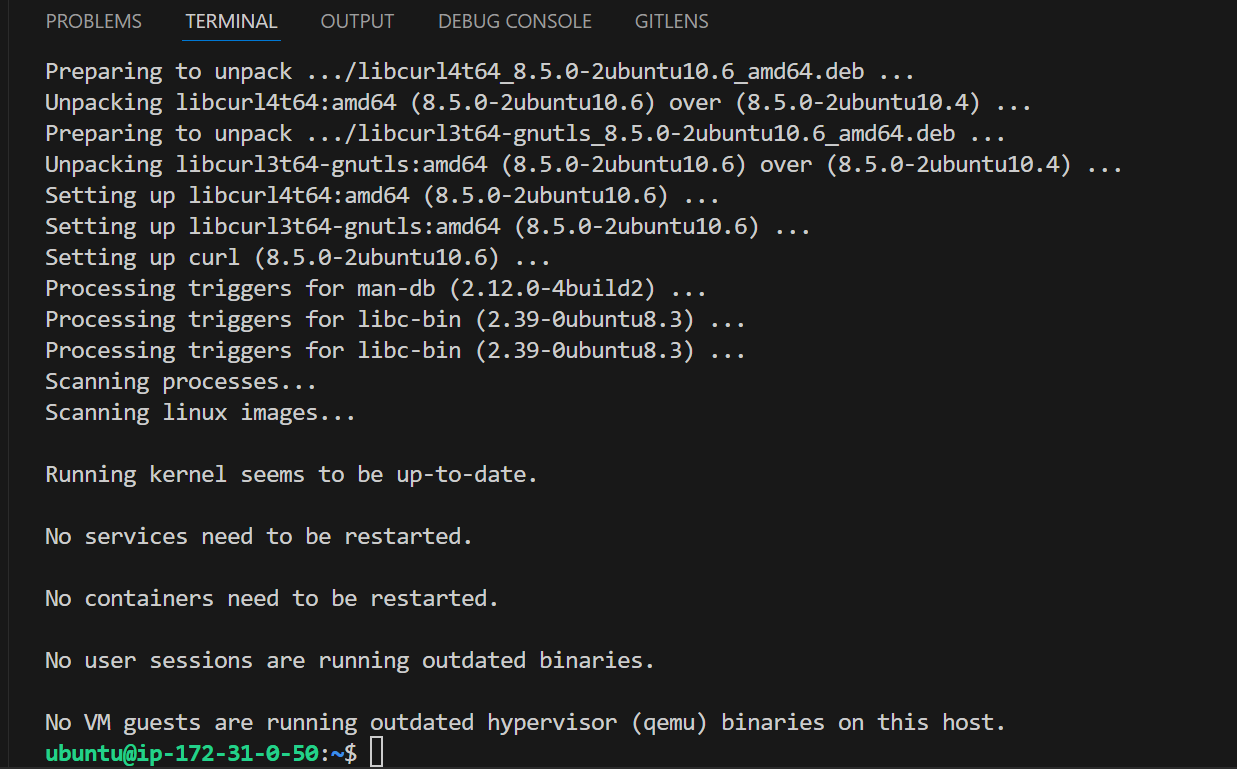 PROBLEMS TERMINAL OUTPUT DEBUG CONSOLE GITLENS
Preparing to unpack .../libcurl4t64_8.5.0-2ubuntu10.6_amd64.deb ...
Unpacking libcurl4t64:amd64 (8.5.0-2ubuntu10.6) over (8.5.0-2ubuntu10.4) ...
Preparing to unpack .../libcurl3t64-gnutls_8.5.0-2ubuntu10.6_amd64.deb ...
Unpacking libcurl3t64-gnutls:amd64 (8.5.0-2ubuntu10.6) over (8.5.0-2ubuntu10.4) ...
Setting up libcurl4t64:amd64 (8.5.0-2ubuntu10.6) ...
Setting up libcurl3t64-gnutls:amd64 (8.5.0-2ubuntu10.6) ...
Setting up curl (8.5.0-2ubuntu10.6) ...
Processing triggers for man-db (2.12.0-4build2) ...
Processing triggers for libc-bin (2.39-0ubuntu8.3) ...
Processing triggers for libc-bin (2.39-0ubuntu8.3) ...
Scanning processes...
Scanning linux images...
Running kernel seems to be up-to-date.
No services need to be restarted.
No containers need to be restarted.
No user sessions are running outdated binaries.
No VM guests are running outdated hypervisor (qemu) binaries on this host.
ubuntu@ip-172-31-0-50:~$